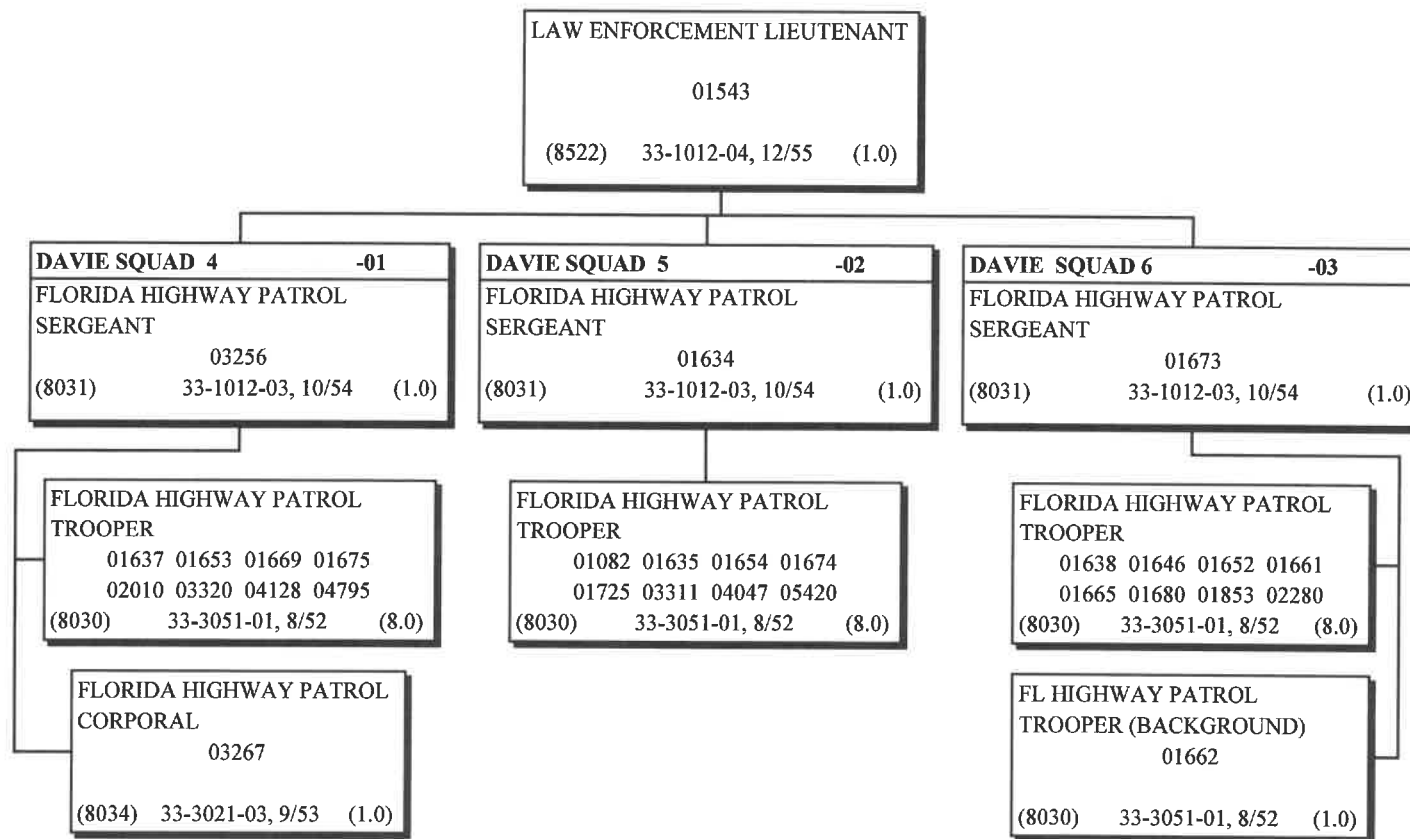 LAW ENFORCEMENT LIEUTENANT
01543
(8522) 33-1012-04, 12/55 (1.0)
DAVIE SQUAD 4 -01
FLORIDA HIGHWAY PATROL
SERGEANT
03256
(8031) 33-1012-03, 10/54 (1.0)
DAVIE SQUAD 5 -02
FLORIDA HIGHWAY PATROL
SERGEANT
01634
(8031) 33-1012-03, 10/54 (1.0)
DAVIE SQUAD 6 -03
FLORIDA HIGHWAY PATROL
SERGEANT
01673
(8031) 33-1012-03, 10/54 (1.0)
FLORIDA HIGHWAY PATROL
TROOPER
01637 01653 01669 01675
02010 03320 04128 04795
(8030) 33-3051-01, 8/52 (8.0)
FLORIDA HIGHWAY PATROL
TROOPER
01082 01635 01654 01674
01725 03311 04047 05420
(8030) 33-3051-01, 8/52 (8.0)
FLORIDA HIGHWAY PATROL
TROOPER
01638 01646 01652 01661
01665 01680 01853 02280
(8030) 33-3051-01, 8/52 (8.0)
FLORIDA HIGHWAY PATROL
CORPORAL
03267
(8034) 33-3021-03, 9/53 (1.0)
FL HIGHWAY PATROL
TROOPER (BACKGROUND)
01662
(8030) 33-3051-01, 8/52 (1.0)